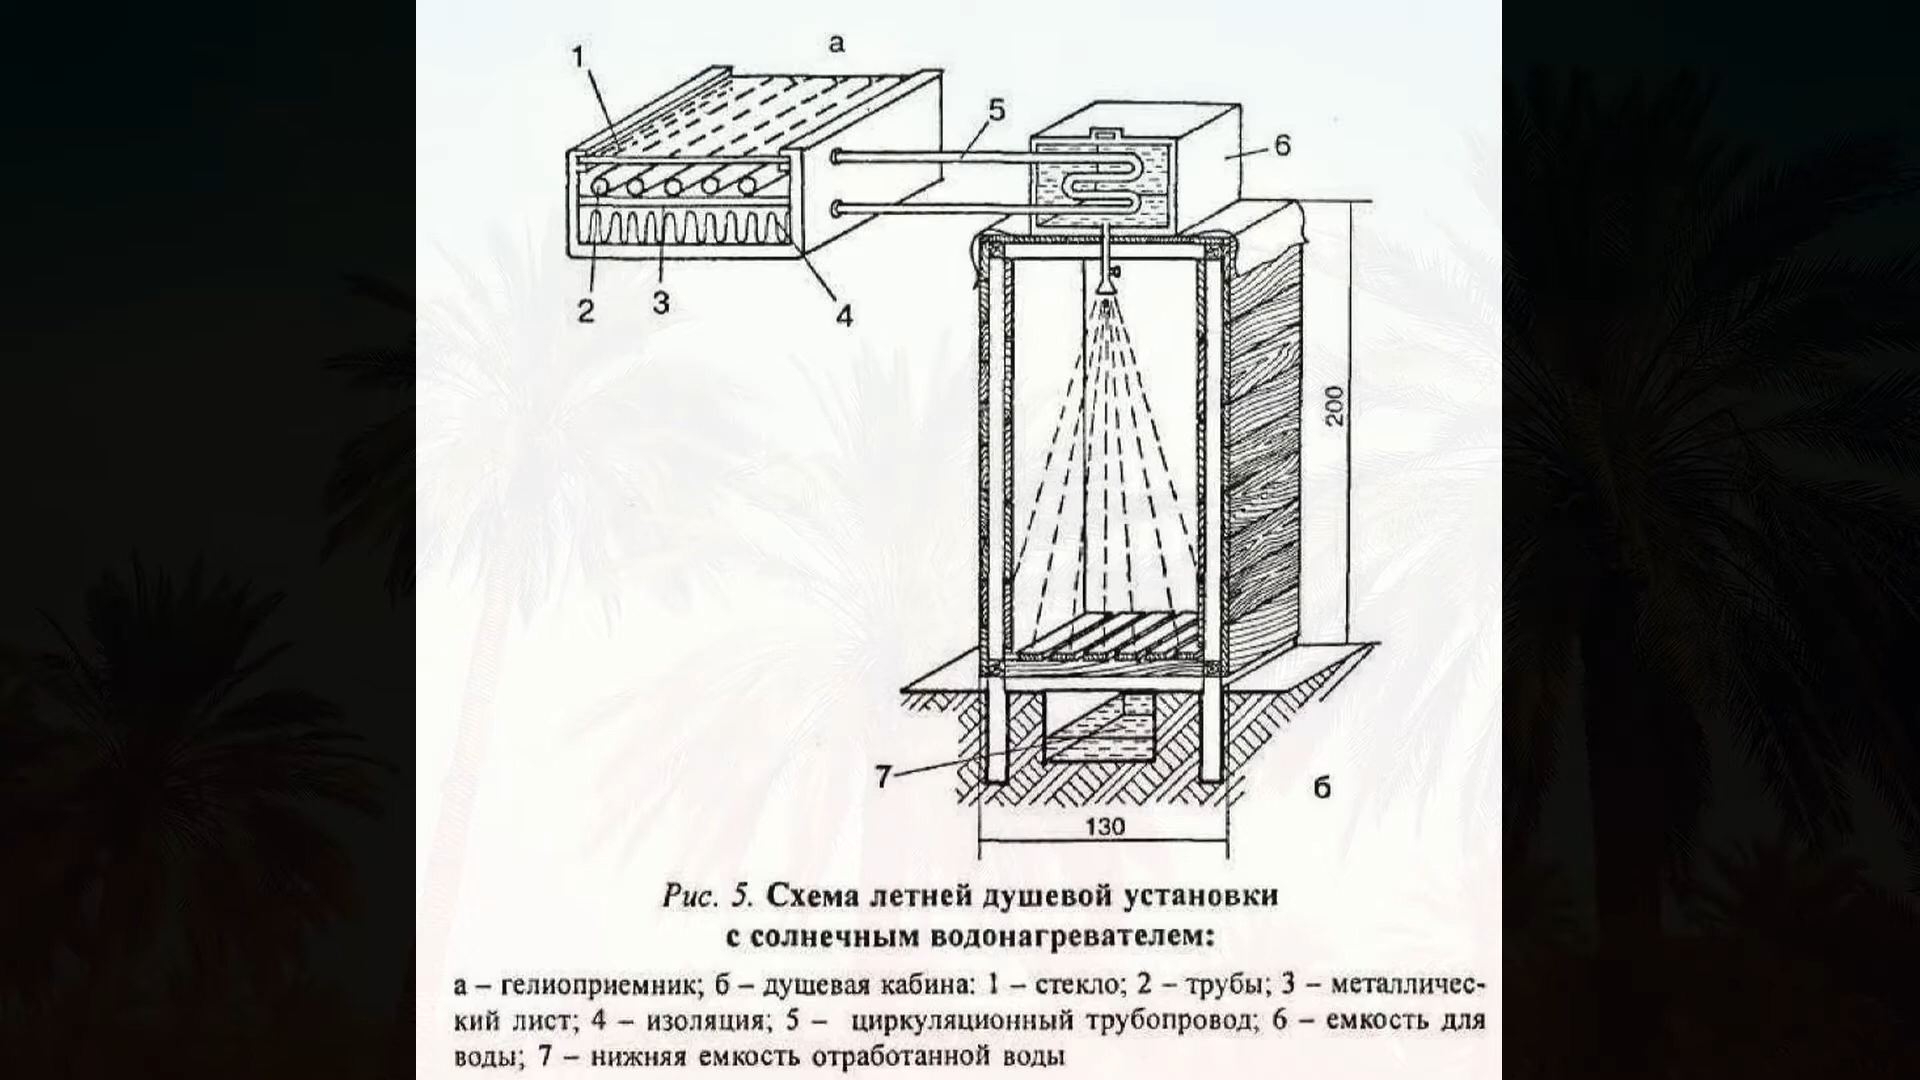 а
1
5
6
2
3
4
200
7
б
130
Рис. 5. Схема летней душевой установки
с солнечным водонагревателем:
а – гелиоприемник; б – душевая кабина: 1 – стекло; 2 – трубы; 3 – металличес-
кий лист; 4 – изоляция; 5 – циркуляционный трубопровод; 6 – емкость для
воды; 7 – нижняя емкость отработанной воды